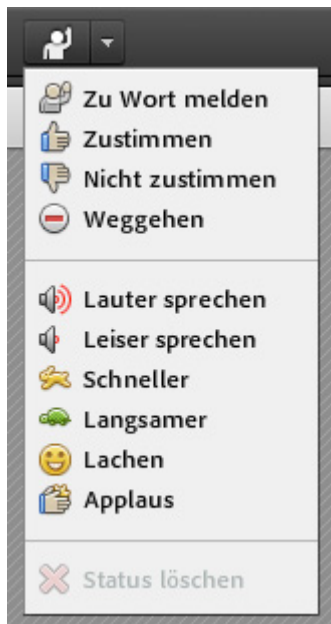 Zu Wort melden
Zustimmen
Nicht zustimmen
Weggehen
Lauter sprechen
Leiser sprechen
Schneller
Langsamer
Lachen
Applaus
Status löschen